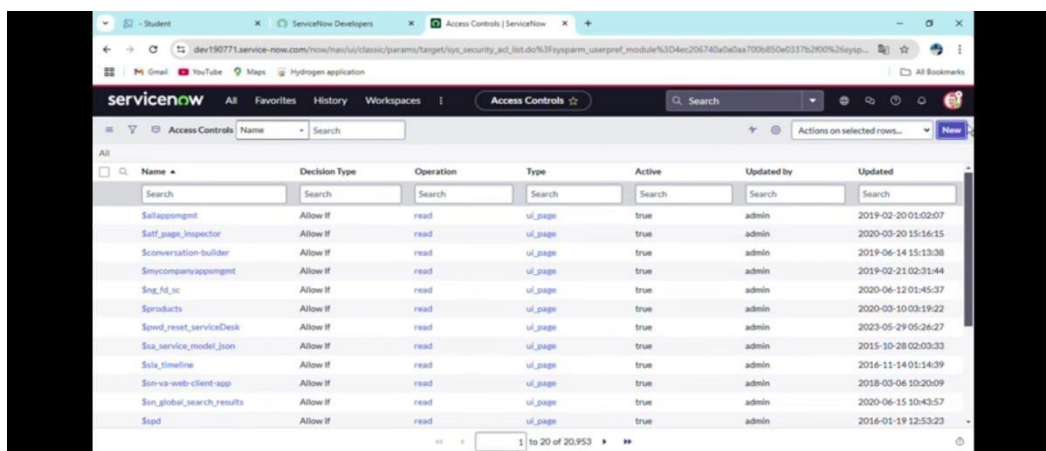 - Student ServiceNow Developers Access Controls | ServiceNow
dev190771.service-now.com/now/nav/ui/classic/params/target/sys_security_acl_list.do%3Fsysparm_userpref_module%3D4ec206740a0a0aa700b850e0337b2f00%26sysp...
Gmail YouTube Maps Hydrogen application All Bookmarks
servicenow All Favorites History Workspaces Access Controls Search
Access Controls Name Search Actions on selected rows... New
All
Name Decision Type Operation Type Active Updated by Updated
Search Search Search Search Search Search Search
$allappsmgmt Allow If read ui_page true admin 2019-02-20 01:02:07
$atf_page_inspector Allow If read ui_page true admin 2020-03-20 15:16:15
$conversation-builder Allow If read ui_page true admin 2019-06-14 15:13:38
$mycompanyappsmgmt Allow If read ui_page true admin 2019-02-21 02:31:44
$ng_fd_sc Allow If read ui_page true admin 2020-06-12 01:45:37
$products Allow If read ui_page true admin 2020-03-10 03:19:22
$pwd_reset_serviceDesk Allow If read ui_page true admin 2023-05-29 05:26:27
$sa_service_model_json Allow If read ui_page true admin 2015-10-28 02:03:33
$sla_timeline Allow If read ui_page true admin 2016-11-14 01:14:39
$sn-va-web-client-app Allow If read ui_page true admin 2018-03-06 10:20:09
$sn_global_search_results Allow If read ui_page true admin 2020-06-15 10:43:57
$spd Allow If read ui_page true admin 2016-01-19 12:53:23
1 to 20 of 20,953